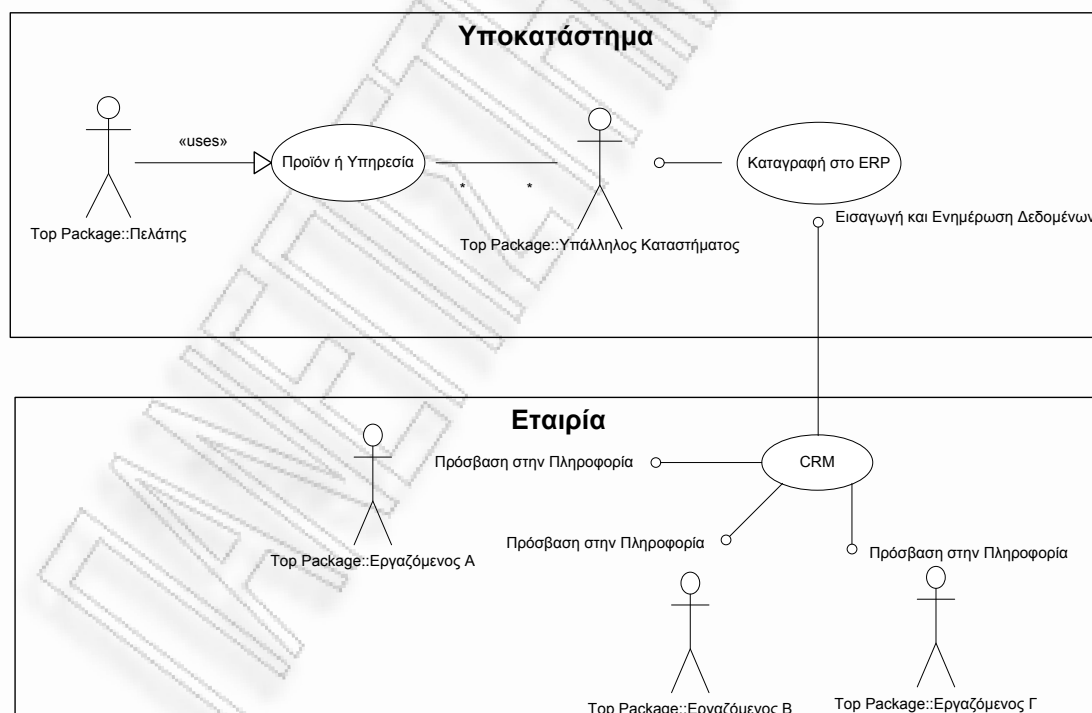 Υποκατάστημα
«uses»
Προϊόν ή Υπηρεσία
* *
Καταγραφή στο ERP
Εισαγωγή και Ενημέρωση Δεδομένων
Top Package::Πελάτης
Top Package::Υπάλληλος Καταστήματος
Εταιρία
Πρόσβαση στην Πληροφορία
CRM
Top Package::Εργαζόμενος Α
Πρόσβαση στην Πληροφορία
Πρόσβαση στην Πληροφορία
Top Package::Εργαζόμενος Β
Top Package::Εργαζόμενος Γ